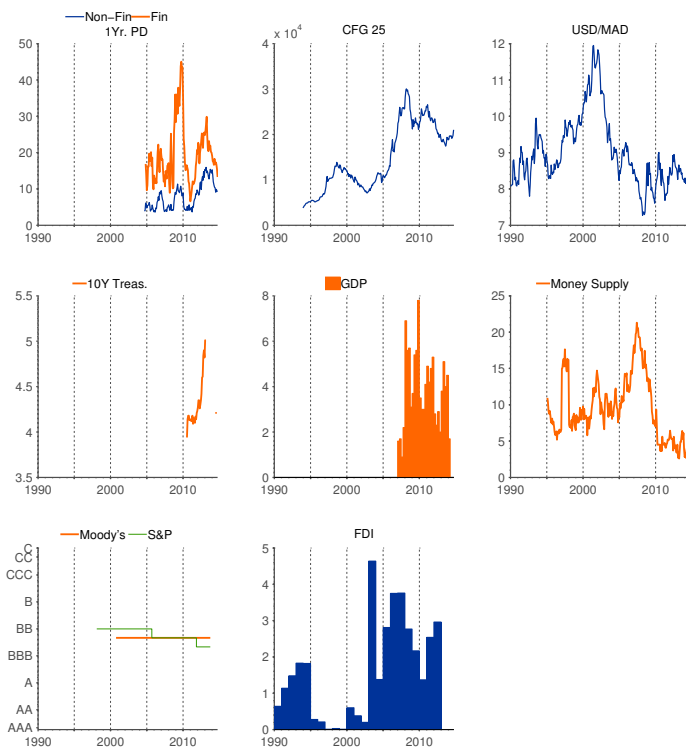 Non−Fin Fin
1Yr. PD
50
40
30
20
10
0
1990 2000 2010
x 10^4
CFG 25
4
3
2
1
0
1990 2000 2010
USD/MAD
12
11
10
9
8
7
1990 2000 2010
10Y Treas.
5.5
5
4.5
4
3.5
1990 2000 2010
GDP
8
6
4
2
0
1990 2000 2010
Money Supply
25
20
15
10
5
0
1990 2000 2010
Moody's S&P
C
CC
CCC
B
BB
BBB
A
AA
AAA
1990 2000 2010
FDI
5
4
3
2
1
0
1990 2000 2010